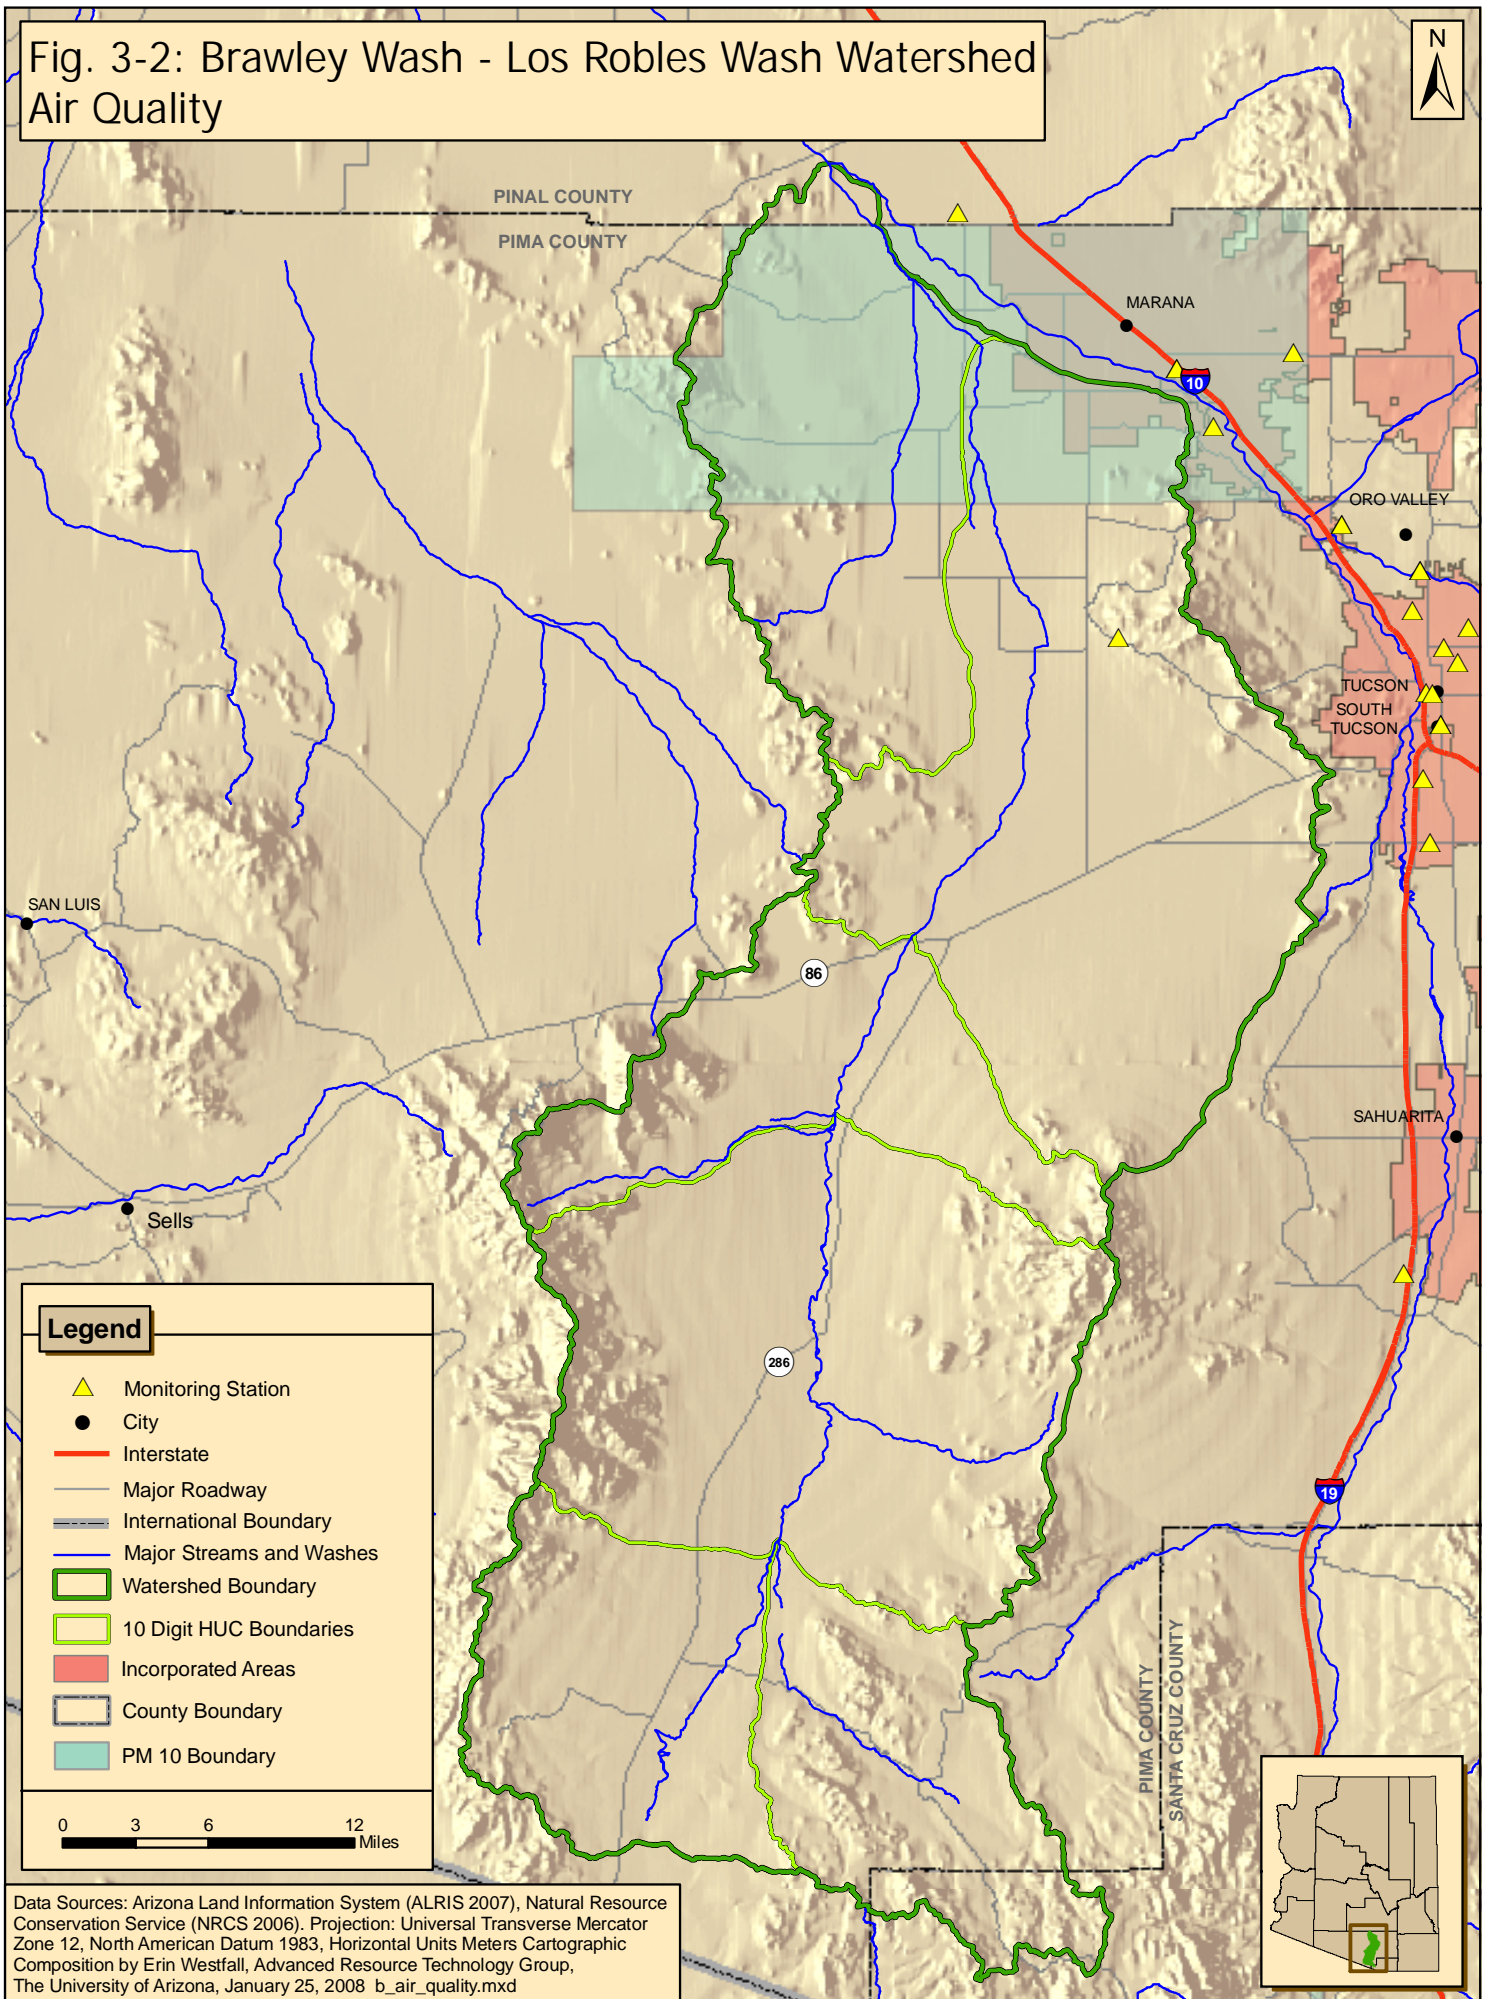 Fig. 3-2: Brawley Wash - Los Robles Wash Watershed
Air Quality
N
PINAL COUNTY
PIMA COUNTY
MARANA
10
ORO VALLEY
TUCSON
SOUTH
TUCSON
SAN LUIS
86
SAHUARITA
Sells
286
19
PIMA COUNTY
SANTA CRUZ COUNTY
Legend
Monitoring Station
City
Interstate
Major Roadway
International Boundary
Major Streams and Washes
Watershed Boundary
10 Digit HUC Boundaries
Incorporated Areas
County Boundary
PM 10 Boundary
0 3 6 12
Miles
Data Sources: Arizona Land Information System (ALRIS 2007), Natural Resource
Conservation Service (NRCS 2006). Projection: Universal Transverse Mercator
Zone 12, North American Datum 1983, Horizontal Units Meters Cartographic
Composition by Erin Westfall, Advanced Resource Technology Group,
The University of Arizona, January 25, 2008 b_air_quality.mxd